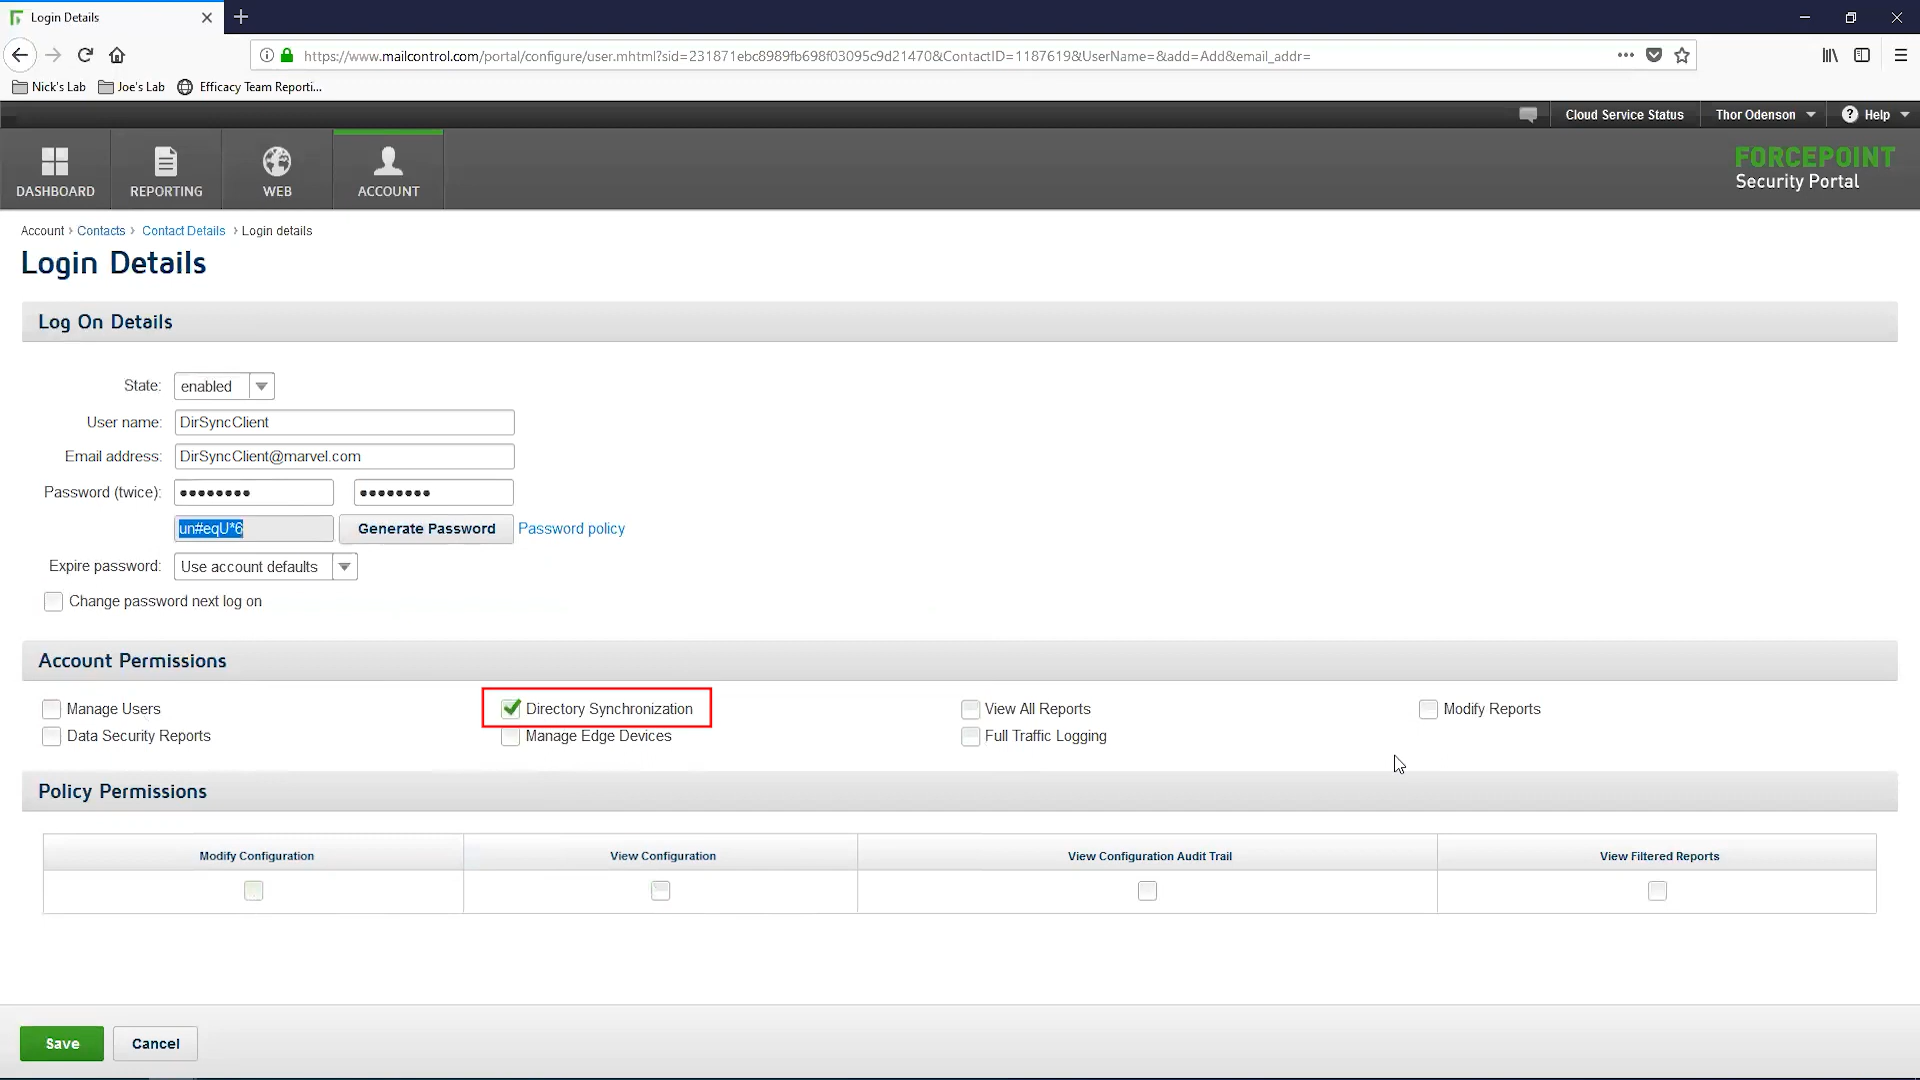 Login Details
https://www.mailcontrol.com/portal/configure/user.mhtml?sid=231871ebc8989fb698f03095c9d21470&ContactID=1187619&UserName=&add=Add&email_addr=
Nick's Lab
Joe's Lab
Efficacy Team Reporti...
Cloud Service Status
Thor Odenson
? Help
DASHBOARD
REPORTING
WEB
ACCOUNT
FORCEPOINT
Security Portal
Account › Contacts › Contact Details › Login details
Login Details
Log On Details
State: enabled
User name: DirSyncClient
Email address: DirSyncClient@marvel.com
Password (twice): ●●●●●●●● ●●●●●●●●
un#eqU*6 Generate Password Password policy
Expire password: Use account defaults
Change password next log on
Account Permissions
Manage Users Directory Synchronization View All Reports Modify Reports
Data Security Reports Manage Edge Devices Full Traffic Logging
Policy Permissions
Modify Configuration View Configuration View Configuration Audit Trail View Filtered Reports
Save Cancel